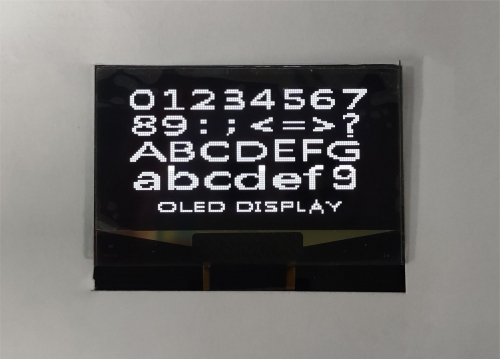 01234567
89:;<=>?
ABCDEFG
abcdef9
OLED DISPLAY